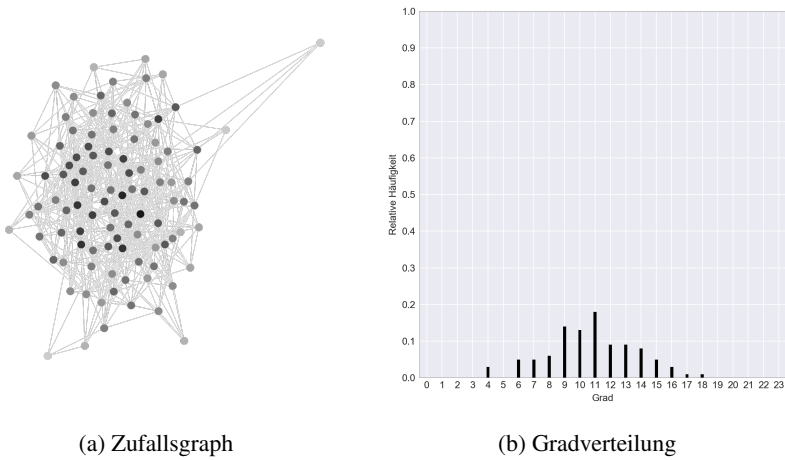 1.0
0.9
0.8
0.7
0.6
0.5
0.4
0.3
0.2
0.1
0.0
Relative Häufigkeit
0 1 2 3 4 5 6 7 8 9 10 11 12 13 14 15 16 17 18 19 20 21 22 23
Grad
(a) Zufallsgraph
(b) Gradverteilung